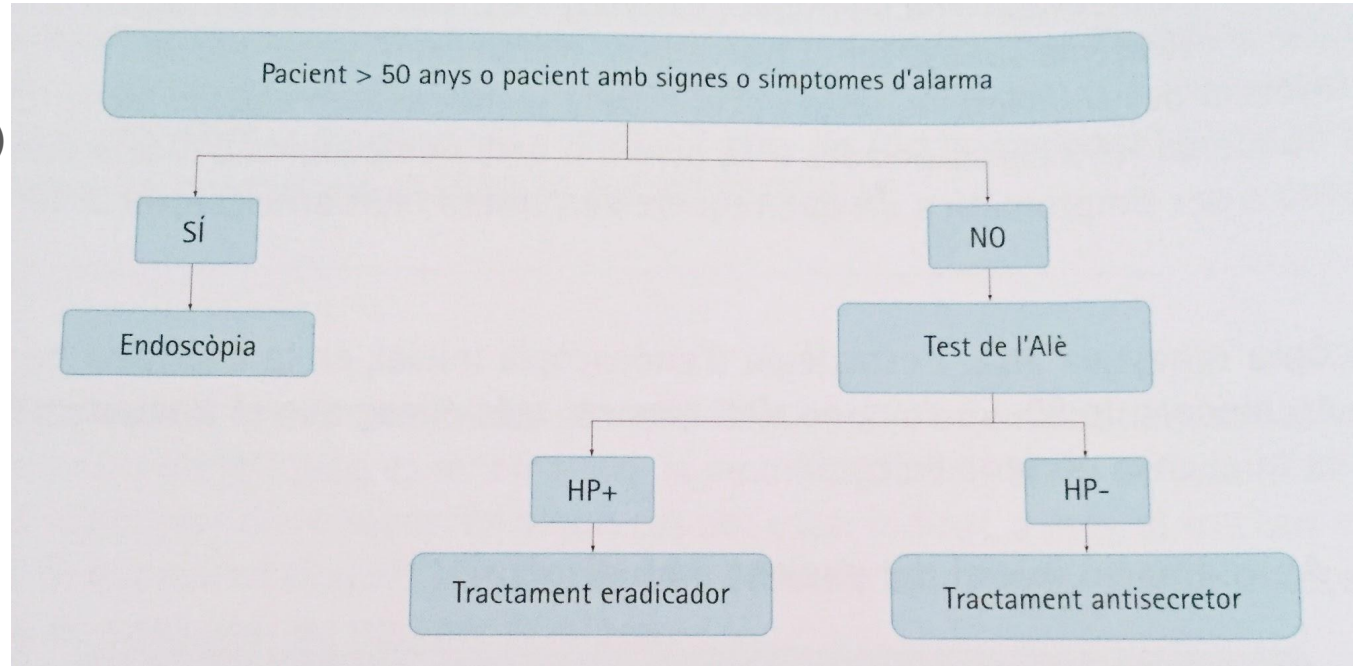 Pacient > 50 anys o pacient amb signes o símptomes d'alarma
SÍ
NO
Endoscòpia
Test de l'Alè
HP+
HP-
Tractament eradicador
Tractament antisecretor